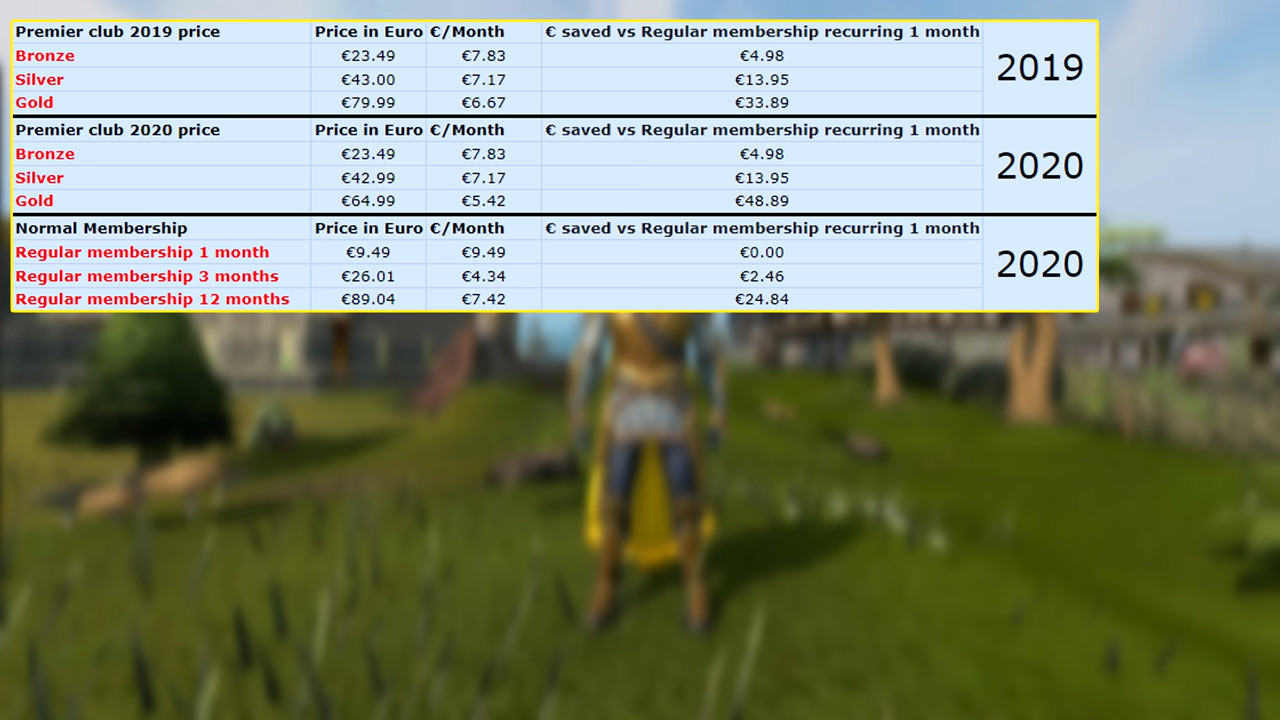 Premier club 2019 price Price in Euro €/Month € saved vs Regular membership recurring 1 month
Bronze €23.49 €7.83 €4.98
2019
Silver €43.00 €7.17 €13.95
Gold €79.99 €6.67 €33.89
Premier club 2020 price Price in Euro €/Month € saved vs Regular membership recurring 1 month
Bronze €23.49 €7.83 €4.98
2020
Silver €42.99 €7.17 €13.95
Gold €64.99 €5.42 €48.89
Normal Membership Price in Euro €/Month € saved vs Regular membership recurring 1 month
Regular membership 1 month €9.49 €9.49 €0.00
2020
Regular membership 3 months €26.01 €4.34 €2.46
Regular membership 12 months €89.04 €7.42 €24.84